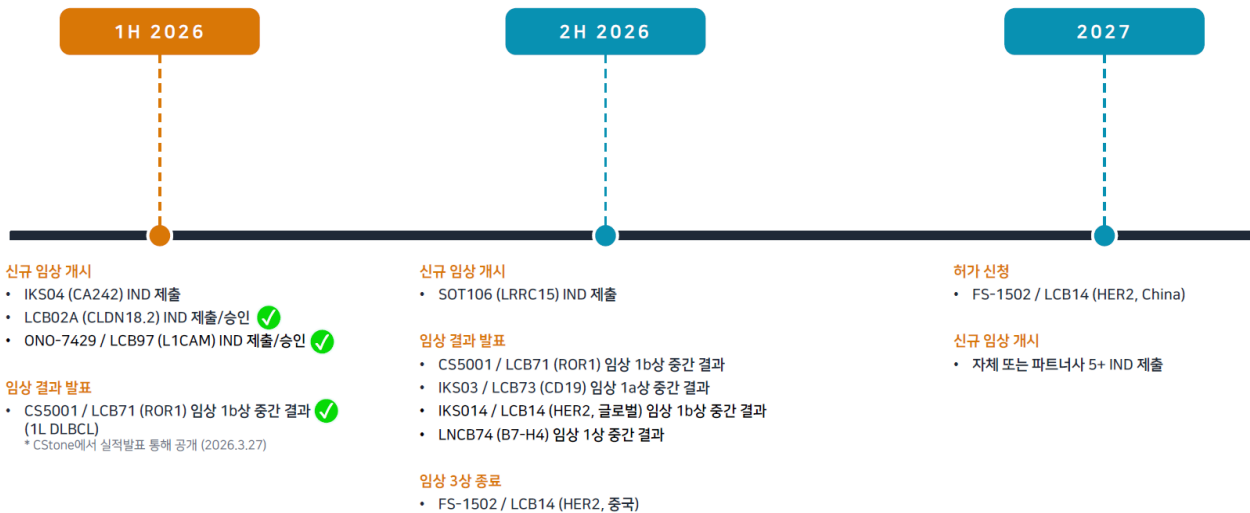 1H 2026
2H 2026
2027
신규 임상 개시
• IKS04 (CA242) IND 제출
• LCB02A (CLDN18.2) IND 제출/승인
• ONO-7429 / LCB97 (L1CAM) IND 제출/승인
임상 결과 발표
• CS5001 / LCB71 (ROR1) 임상 1b상 중간 결과
(1L DLBCL)
* CStone에서 실적발표 통해 공개 (2026.3.27)
신규 임상 개시
• SOT106 (LRRC15) IND 제출
임상 결과 발표
• CS5001 / LCB71 (ROR1) 임상 1b상 중간 결과
• IKS03 / LCB73 (CD19) 임상 1a상 중간 결과
• IKS014 / LCB14 (HER2, 글로벌) 임상 1b상 중간 결과
• LNCB74 (B7-H4) 임상 1상 중간 결과
임상 3상 종료
• FS-1502 / LCB14 (HER2, 중국)
허가 신청
• FS-1502 / LCB14 (HER2, China)
신규 임상 개시
• 자체 또는 파트너사 5+ IND 제출